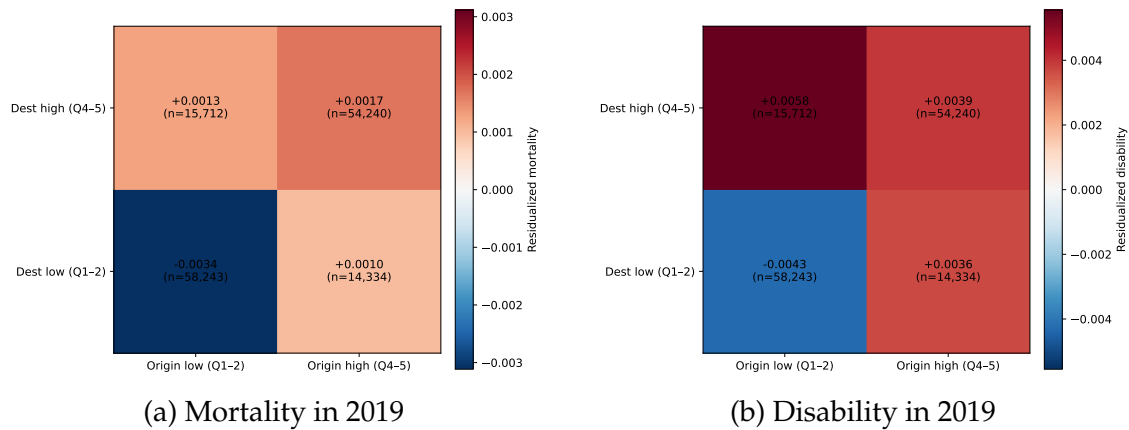 Dest high (Q4–5)
Dest low (Q1–2)
+0.0013
(n=15,712)
+0.0017
(n=54,240)
-0.0034
(n=58,243)
+0.0010
(n=14,334)
Origin low (Q1–2)
Origin high (Q4–5)
0.003
0.002
0.001
0.000
−0.001
−0.002
−0.003
Residualized mortality
(a) Mortality in 2019
Dest high (Q4–5)
Dest low (Q1–2)
+0.0058
(n=15,712)
+0.0039
(n=54,240)
-0.0043
(n=58,243)
+0.0036
(n=14,334)
Origin low (Q1–2)
Origin high (Q4–5)
0.004
0.002
0.000
−0.002
−0.004
Residualized disability
(b) Disability in 2019